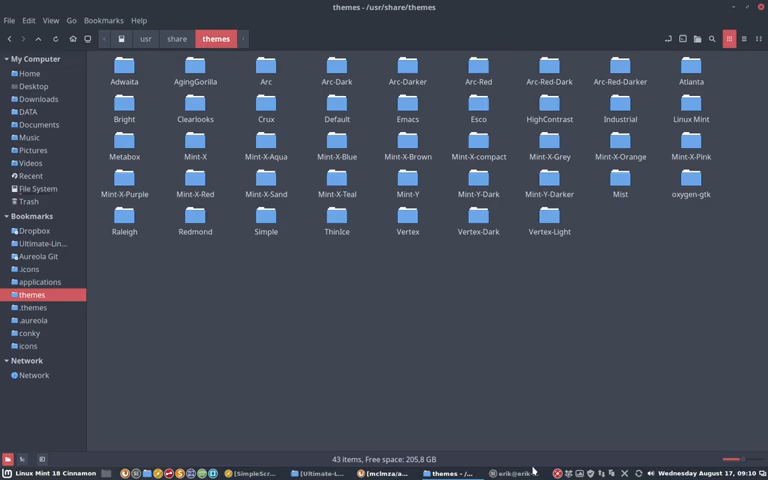 themes - /usr/share/themes
File Edit View Go Bookmarks Help
usr share themes
My Computer
Home
Desktop
Downloads
DATA
Documents
Music
Pictures
Videos
Recent
File System
Trash
Bookmarks
Dropbox
Ultimate-Lin...
Aureola Git
.icons
applications
themes
.themes
.aureola
conky
icons
Network
Network
Adwaita AgingGorilla Arc Arc-Dark Arc-Darker Arc-Red Arc-Red-Dark Arc-Red-Darker Atlanta
Bright Clearlooks Crux Default Emacs Esco HighContrast Industrial Linux Mint
Metabox Mint-X Mint-X-Aqua Mint-X-Blue Mint-X-Brown Mint-X-compact Mint-X-Grey Mint-X-Orange Mint-X-Pink
Mint-X-Purple Mint-X-Red Mint-X-Sand Mint-X-Teal Mint-Y Mint-Y-Dark Mint-Y-Darker Mist oxygen-gtk
Raleigh Redmond Simple ThinIce Vertex Vertex-Dark Vertex-Light
43 items, Free space: 205,8 GB
Linux Mint 18 Cinnamon [SimpleScr... [Ultimate-L... [mclmza/a... themes - /... erik@erik-... Wednesday August 17, 09:10